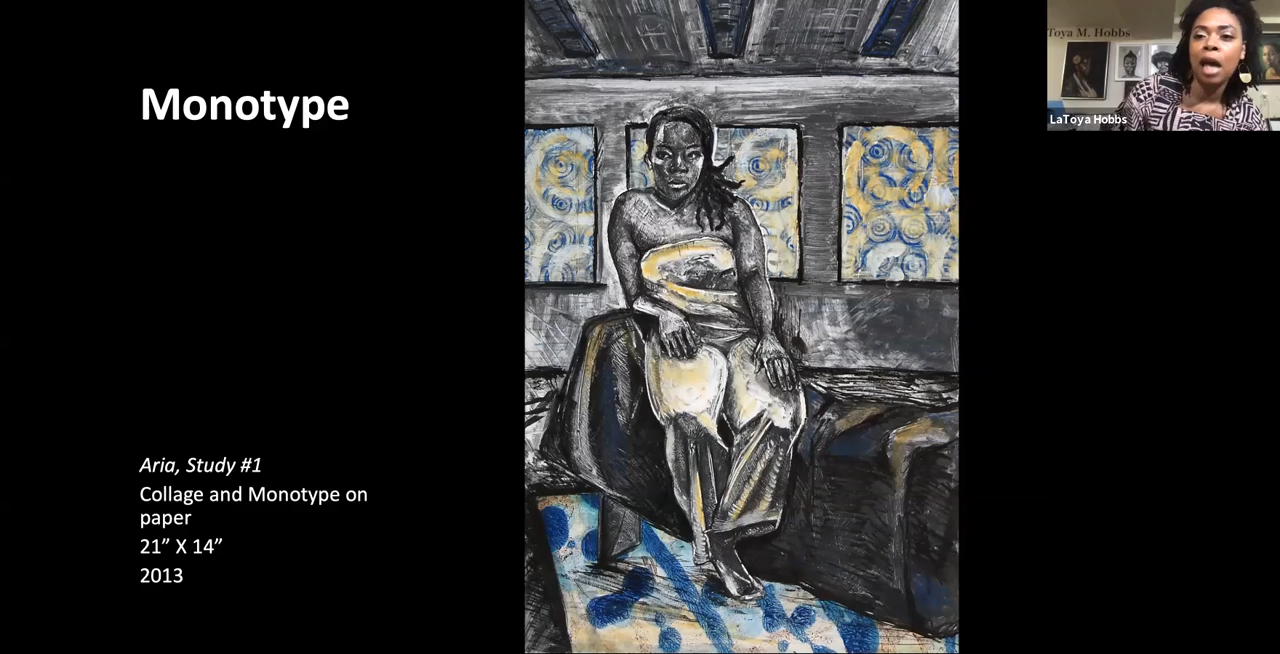 Monotype
Aria, Study #1
Collage and Monotype on
paper
21” X 14”
2013
Toya M. Hobbs
LaToya Hobbs